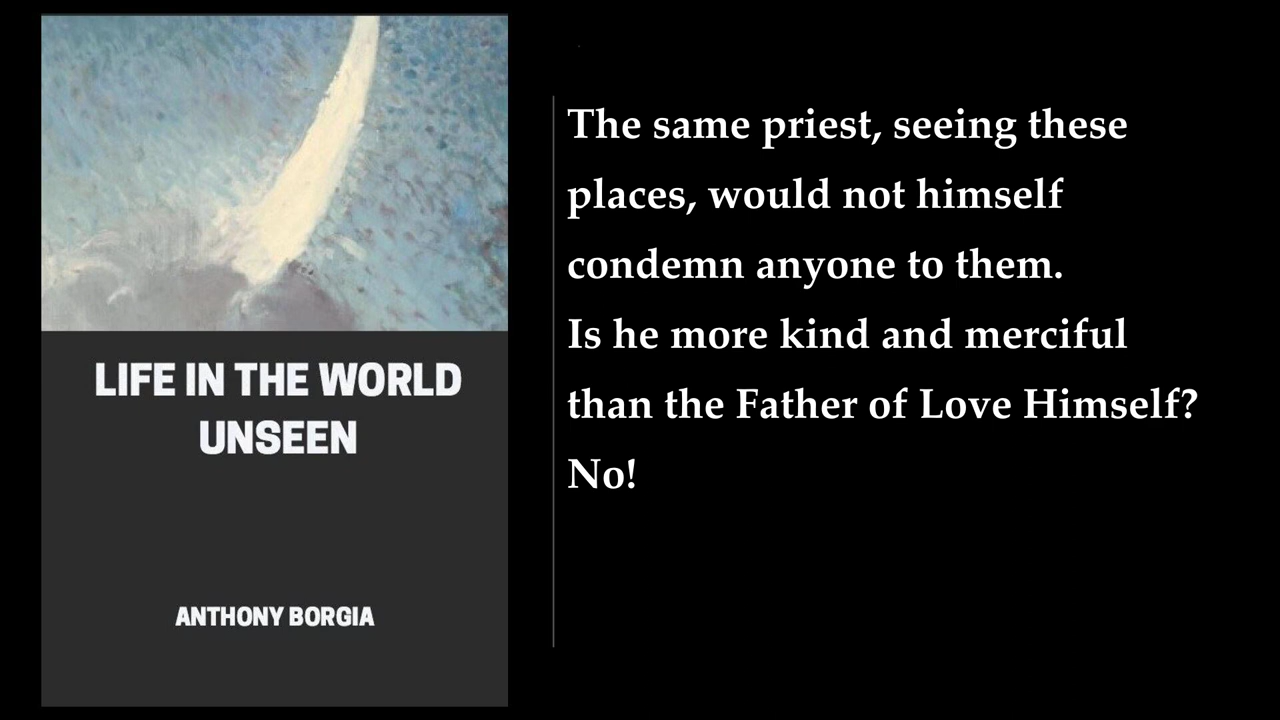 LIFE IN THE WORLD
UNSEEN
ANTHONY BORGIA
The same priest, seeing these
places, would not himself
condemn anyone to them.
Is he more kind and merciful
than the Father of Love Himself?
No!